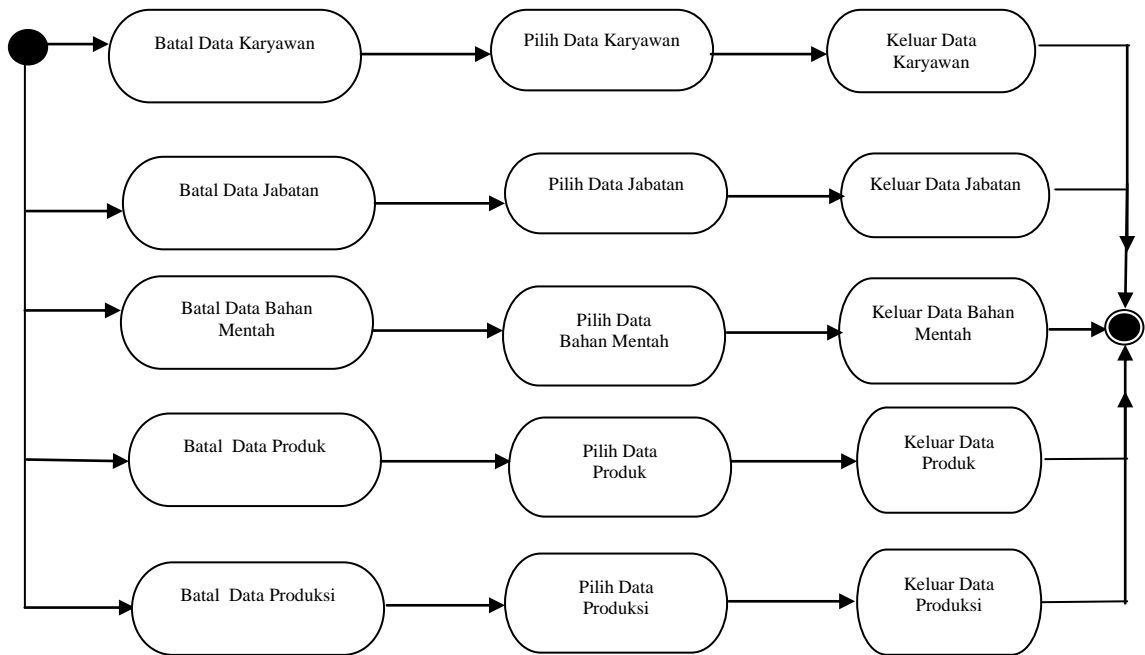 Batal Data Karyawan
Pilih Data Karyawan
Keluar Data
Karyawan
Batal Data Jabatan
Pilih Data Jabatan
Keluar Data Jabatan
Batal Data Bahan
Mentah
Pilih Data
Bahan Mentah
Keluar Data Bahan
Mentah
Batal  Data Produk
Pilih Data
Produk
Keluar Data
Produk
Batal  Data Produksi
Pilih Data
Produksi
Keluar Data
Produksi